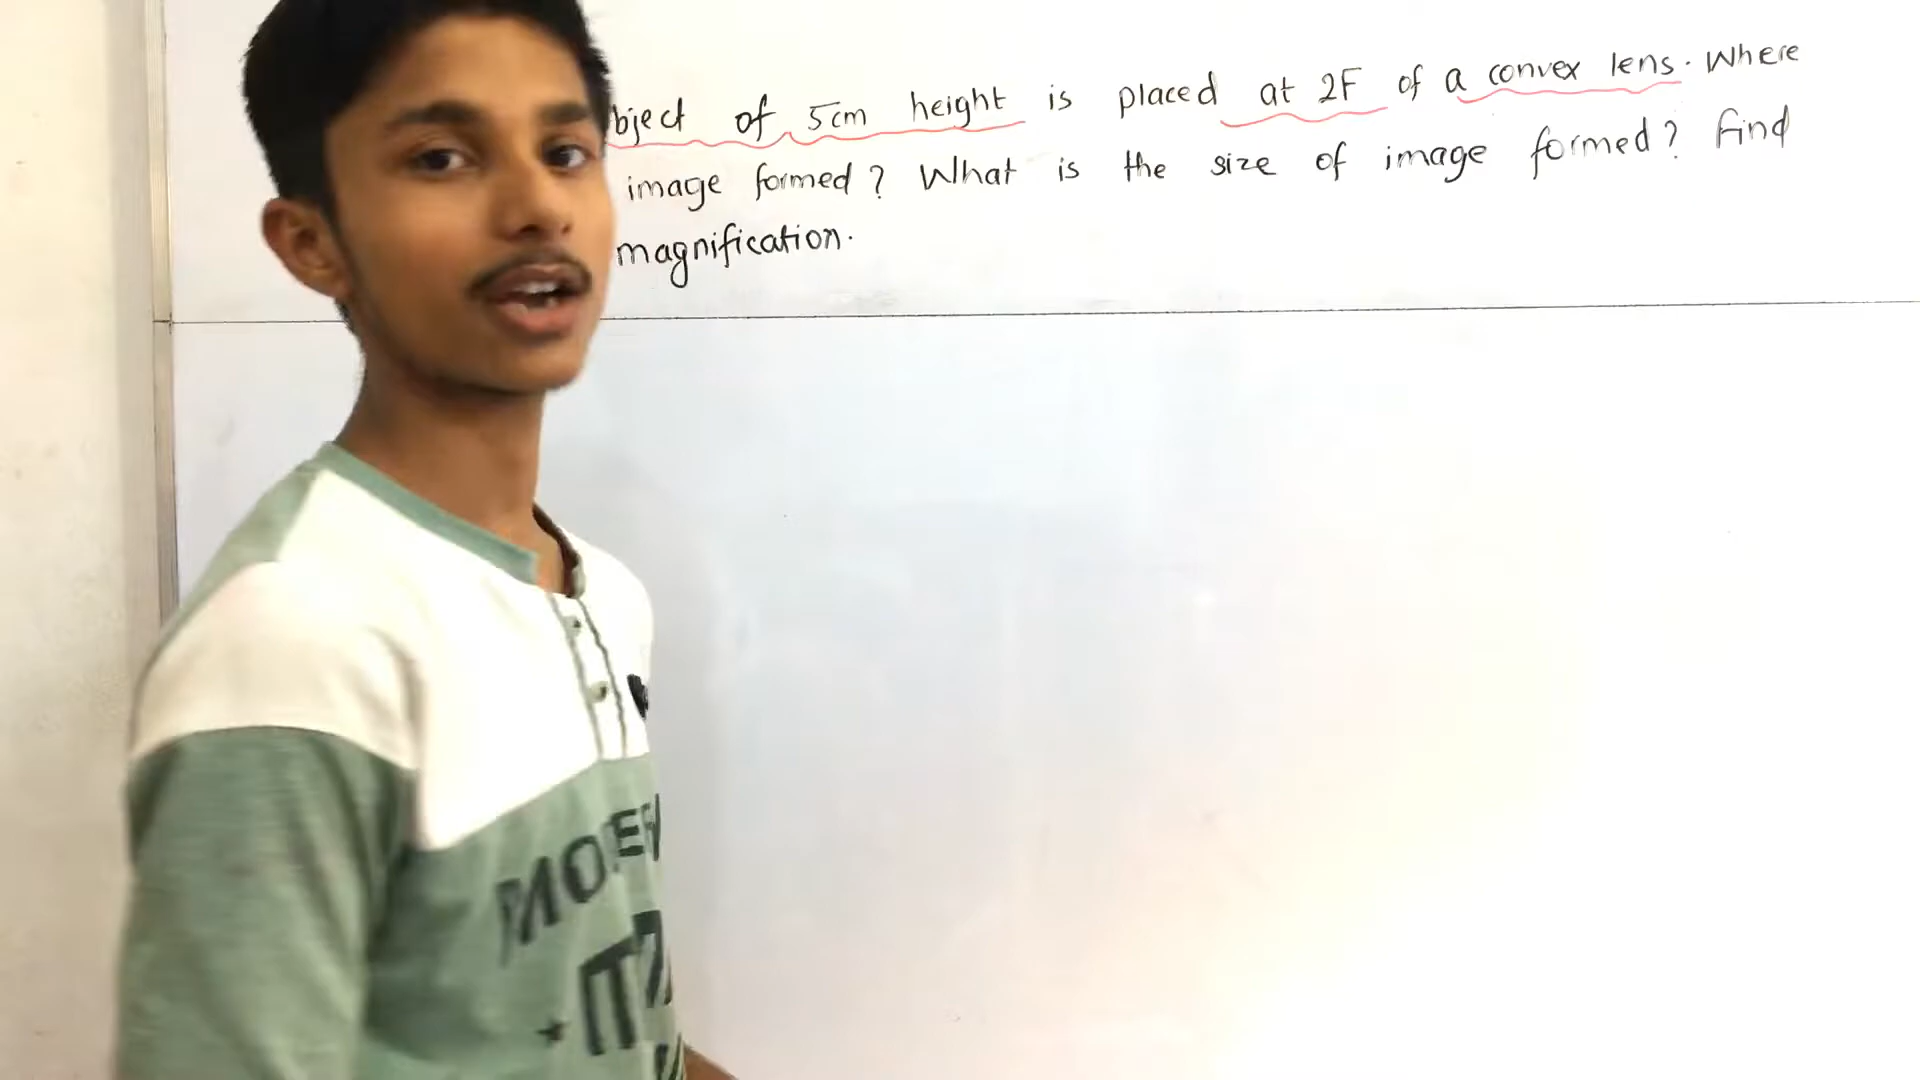 bject of 5cm height is placed at 2F of a convex lens. Where
image formed? What is the size of image formed? Find
magnification.